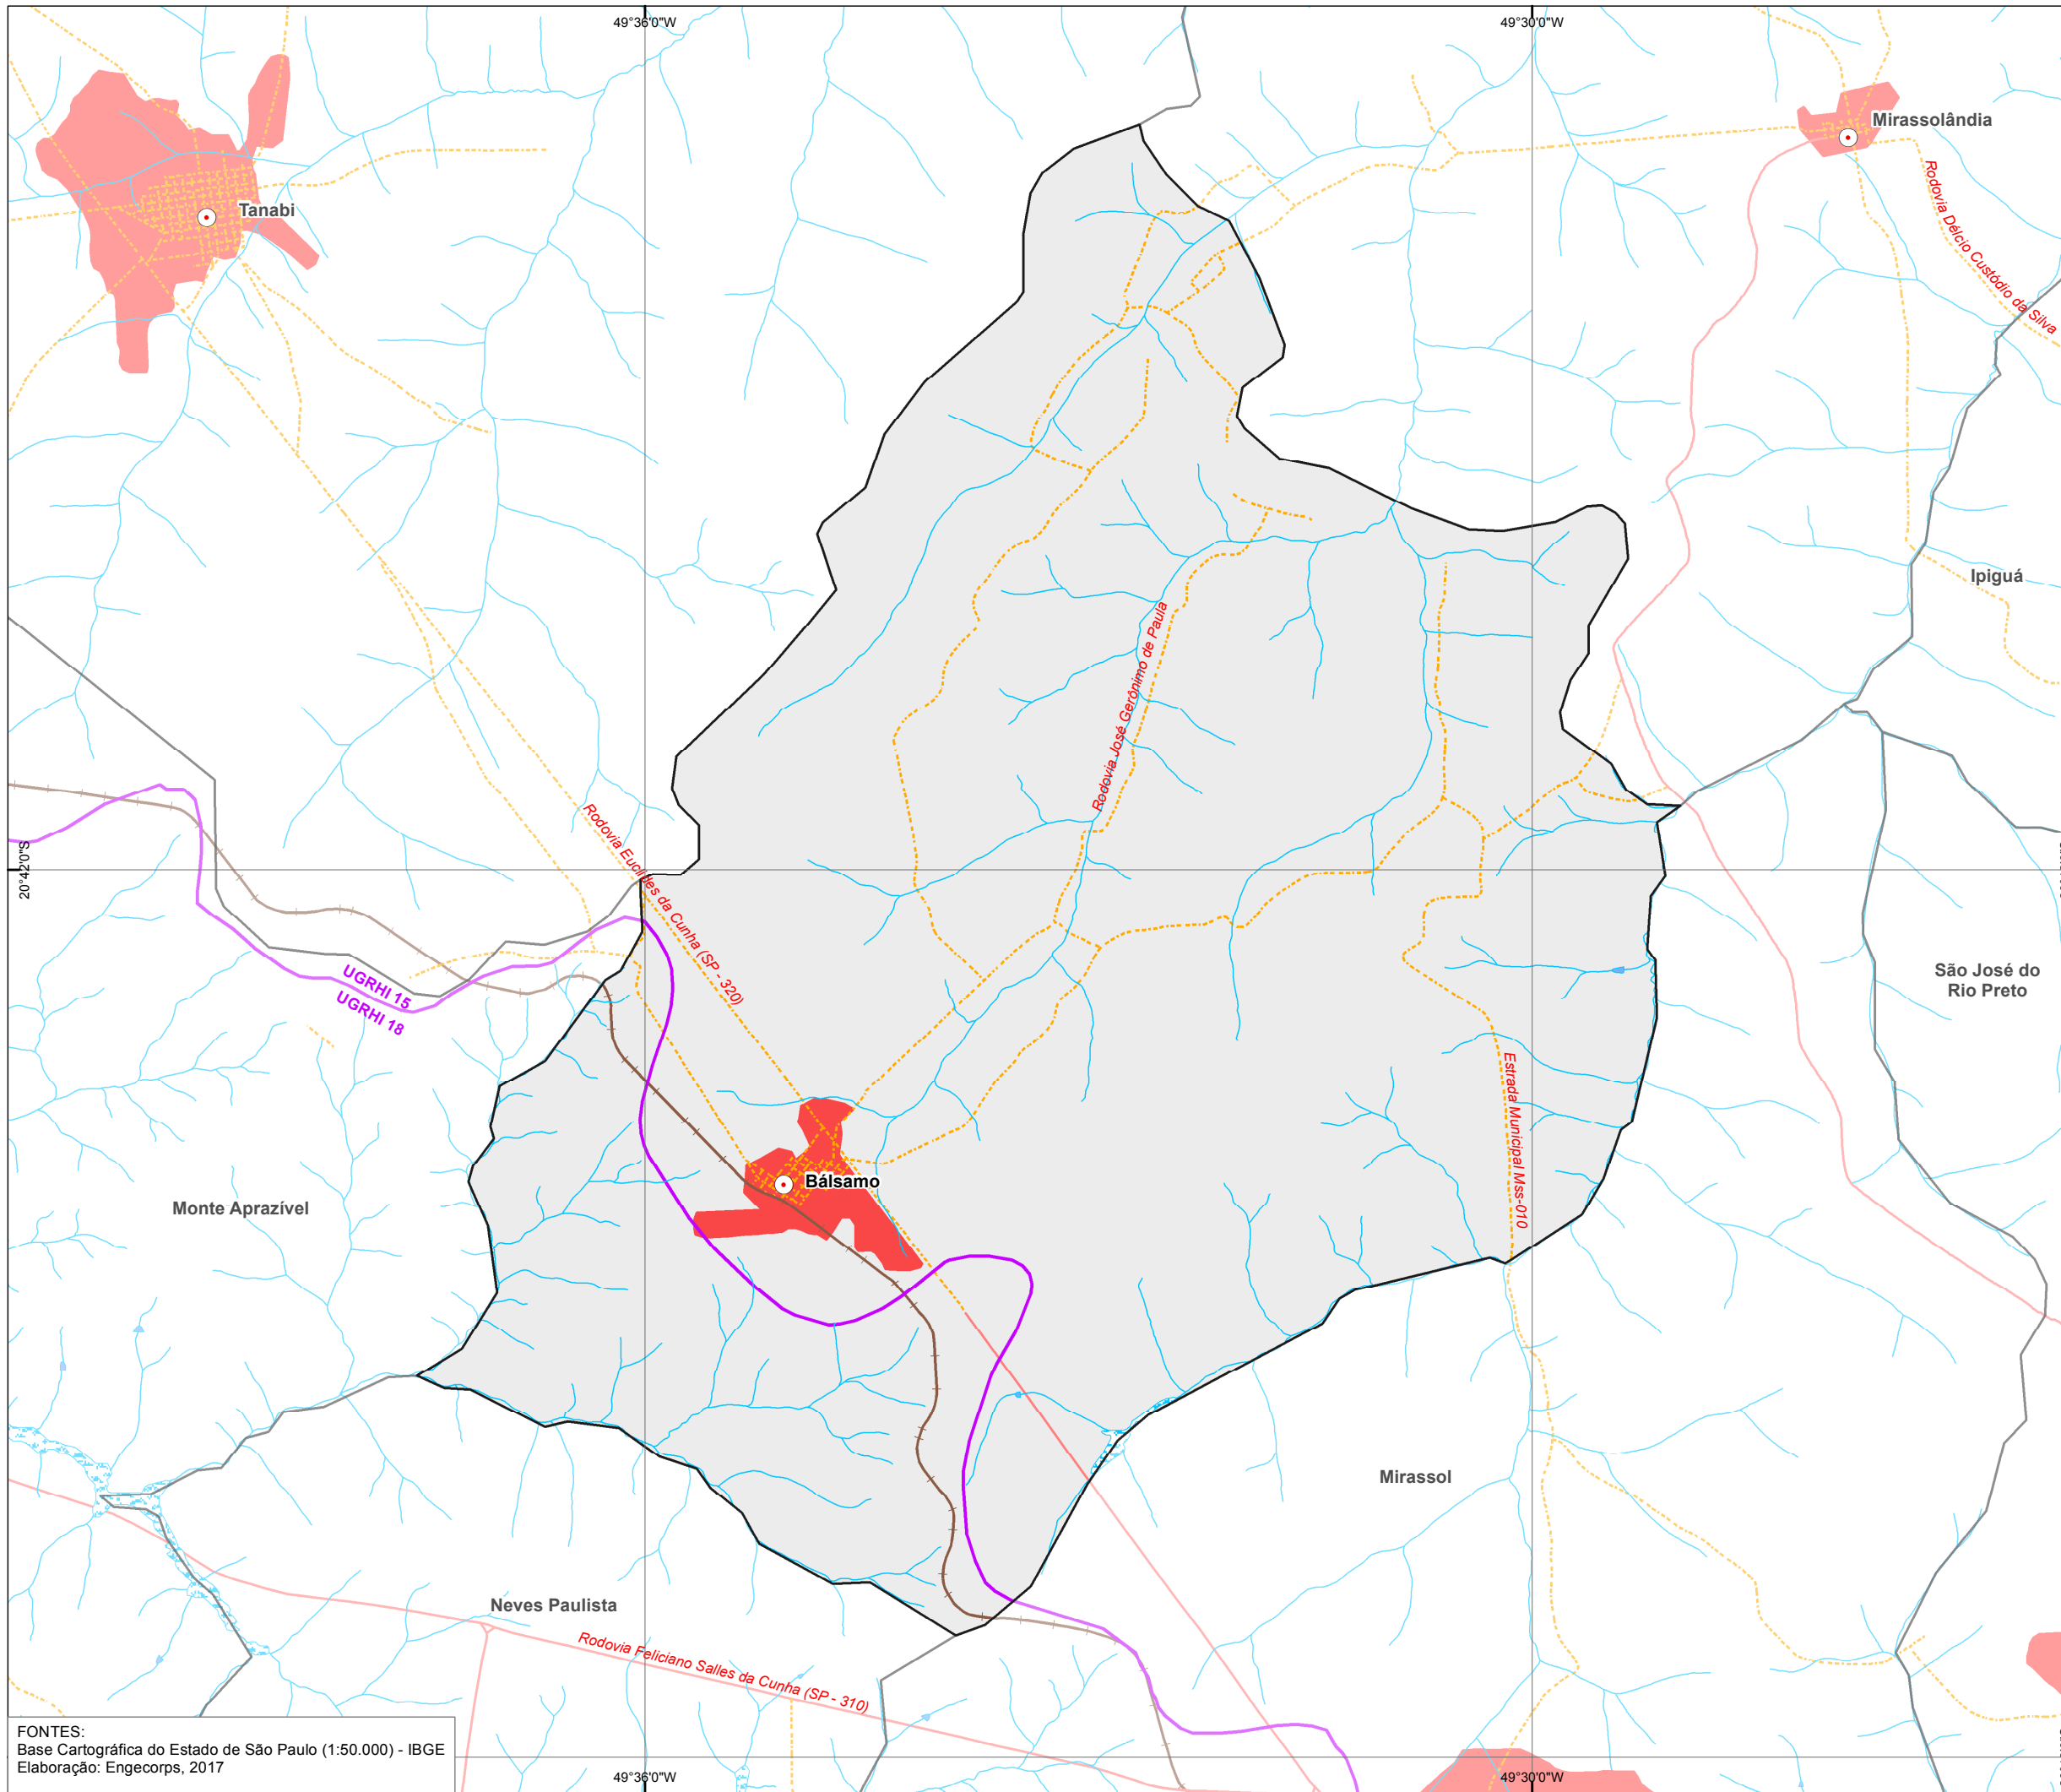 49°36'0"W
49°30'0"W
Mirassolândia
Rodovia Délcio Custódio da Silva
Tanabi
Ipiguá
Rodovia José Gerônimo de Paula
Rodovia Euclides da Cunha (SP - 320)
20°42'0"S
UGRHI 15
UGRHI 18
São José do
Rio Preto
Estrada Municipal Mss-010
Bálsamo
Monte Aprazível
Mirassol
Neves Paulista
Rodovia Feliciano Salles da Cunha (SP - 310)
FONTES:
Base Cartográfica do Estado de São Paulo (1:50.000) - IBGE
Elaboração: Engecorps, 2017
49°36'0"W
49°30'0"W